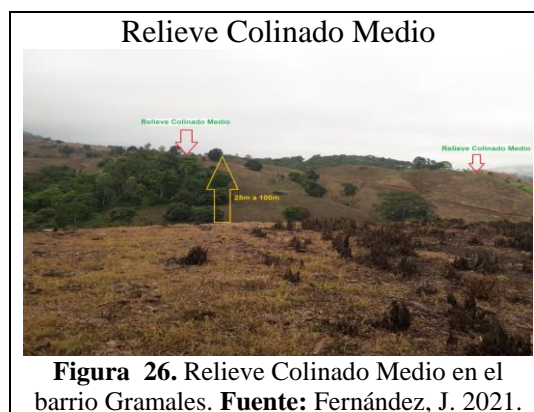 Relieve Colinado Medio
Relieve Colinado Medio
Relieve Colinado Medio
25m a 100m
Figura 26. Relieve Colinado Medio en el
barrio Gramales. Fuente: Fernández, J. 2021.